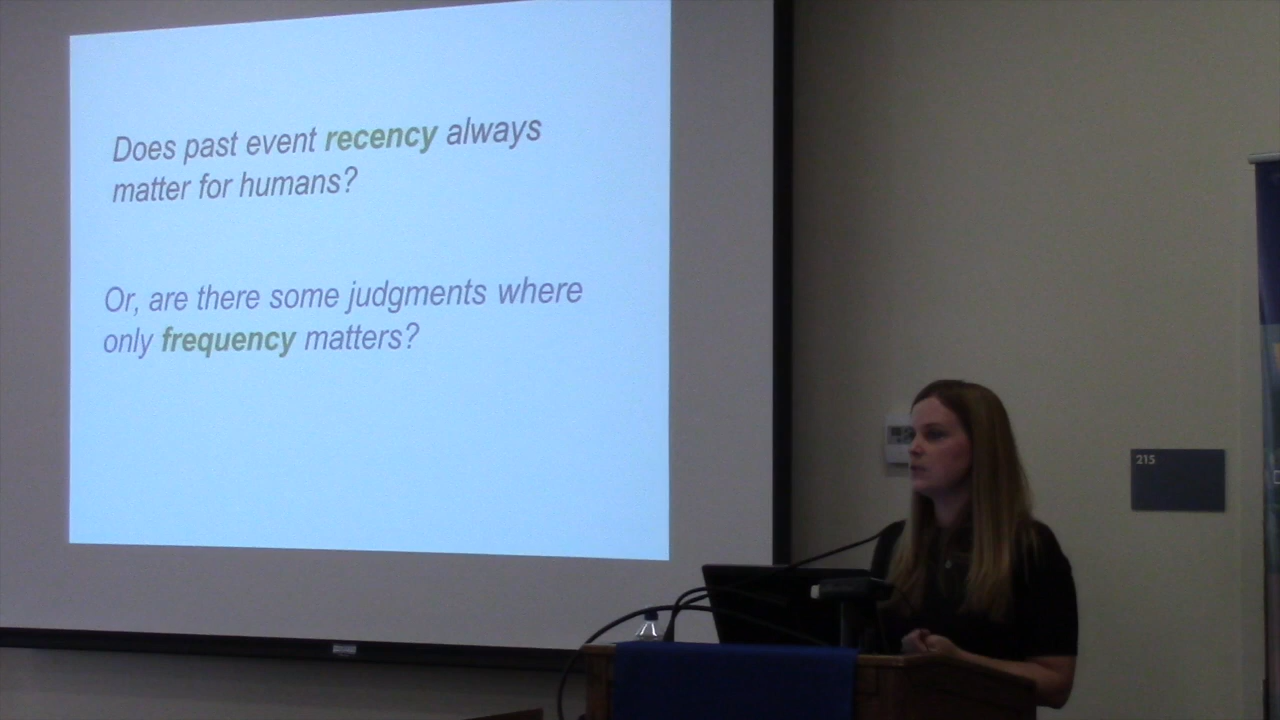 Does past event recency always
matter for humans?
Or, are there some judgments where
only frequency matters?
215